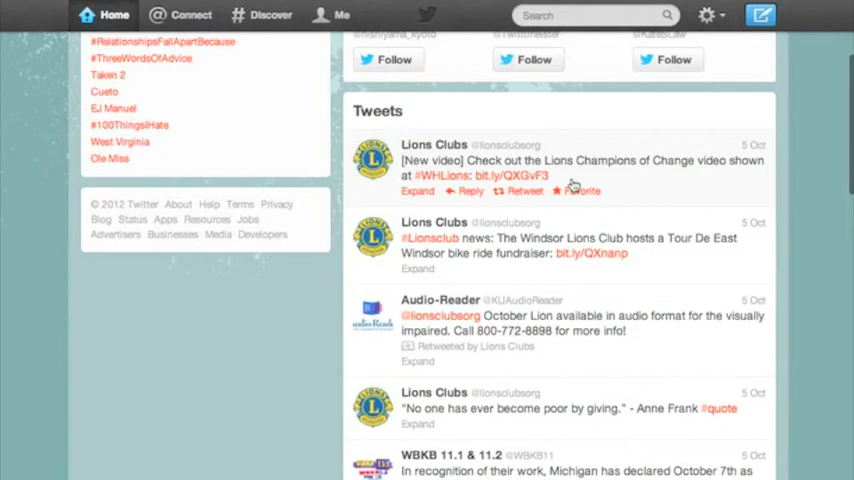 Home Connect Discover Me Search
#RelationshipsFallApartBecause
#ThreeWordsOfAdvice
Taken 2
Cueto
EJ Manuel
#100ThingsIHate
West Virginia
Ole Miss
© 2012 Twitter About Help Terms Privacy
Blog Status Apps Resources Jobs
Advertisers Businesses Media Developers
@nishiyama_kyoto
Follow Follow Follow
Tweets
Lions Clubs @lionsclubsorg 5 Oct
[New video] Check out the Lions Champions of Change video shown
at #WHLions: bit.ly/QXGvF3
Expand Reply Retweet Favorite
Lions Clubs @lionsclubsorg 5 Oct
#Lionsclub news: The Windsor Lions Club hosts a Tour De East
Windsor bike ride fundraiser: bit.ly/QXnanp
Expand
Audio-Reader @KUAudioReader 5 Oct
@lionsclubsorg October Lion available in audio format for the visually
impaired. Call 800-772-8898 for more info!
Retweeted by Lions Clubs
Expand
Lions Clubs @lionsclubsorg 5 Oct
"No one has ever become poor by giving." - Anne Frank #quote
Expand
WBKB 11.1 & 11.2 @WBKB11 5 Oct
In recognition of their work, Michigan has declared October 7th as